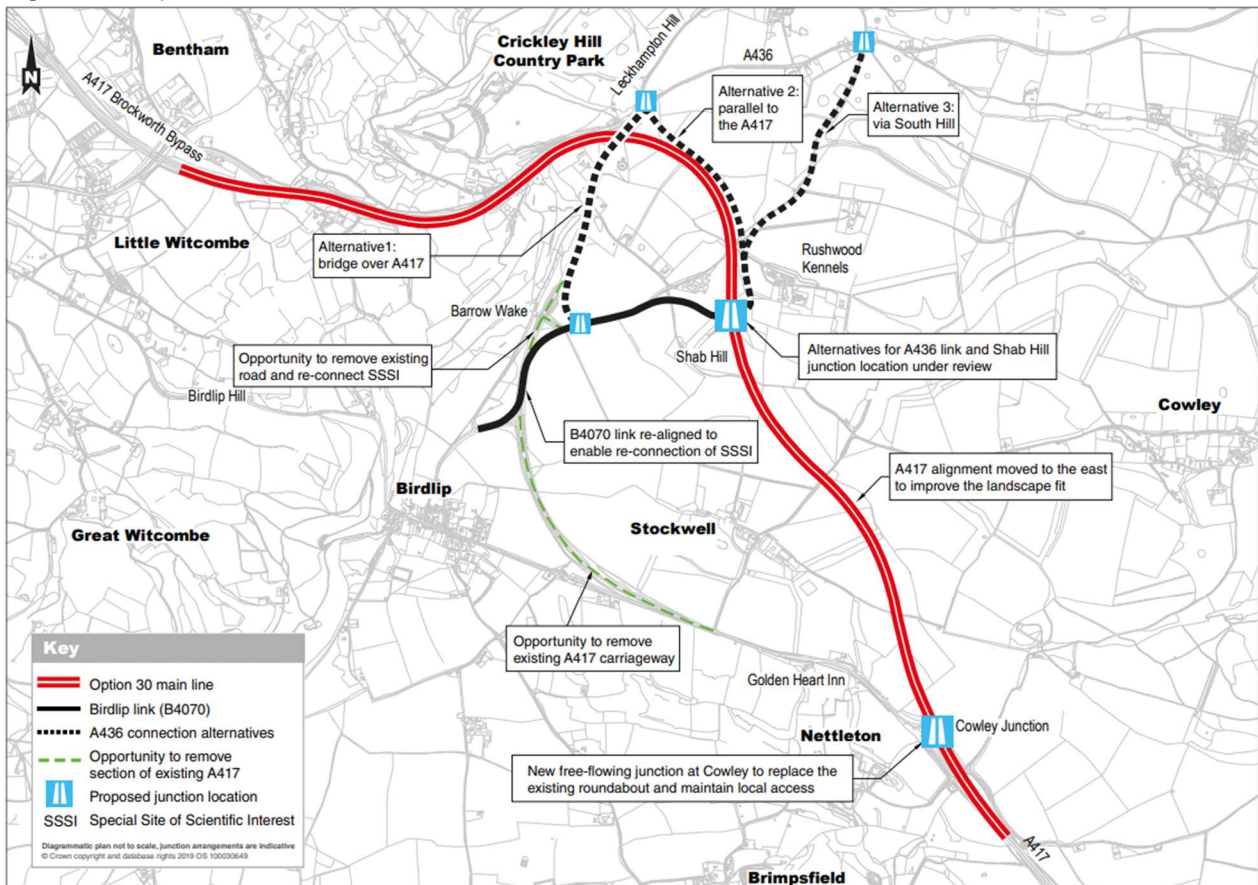 Bentham
Crickley Hill
Country Park
Leckhampton Hill
A436
N
A417 Brockworth Bypass
Alternative 2:
parallel to
the A417
Alternative 3:
via South Hill
Little Witcombe
Alternative1:
bridge over A417
Rushwood
Kennels
Barrow Wake
Opportunity to remove existing
road and re-connect SSSI
Shab Hill
Alternatives for A436 link and Shab Hill
junction location under review
Birdlip Hill
Cowley
B4070 link re-aligned to
enable re-connection of SSSI
A417 alignment moved to the east
to improve the landscape fit
Birdlip
Great Witcombe
Stockwell
Opportunity to remove
existing A417 carriageway
Golden Heart Inn
Nettleton
Cowley Junction
New free-flowing junction at Cowley to replace the
existing roundabout and maintain local access
A417
Brimpsfield
Key
Option 30 main line
Birdlip link (B4070)
A436 connection alternatives
Opportunity to remove
section of existing A417
Proposed junction location
SSSI Special Site of Scientific Interest
Diagrammatic plan not to scale, junction arrangements are indicative
© Crown copyright and database rights 2019 OS 100030649